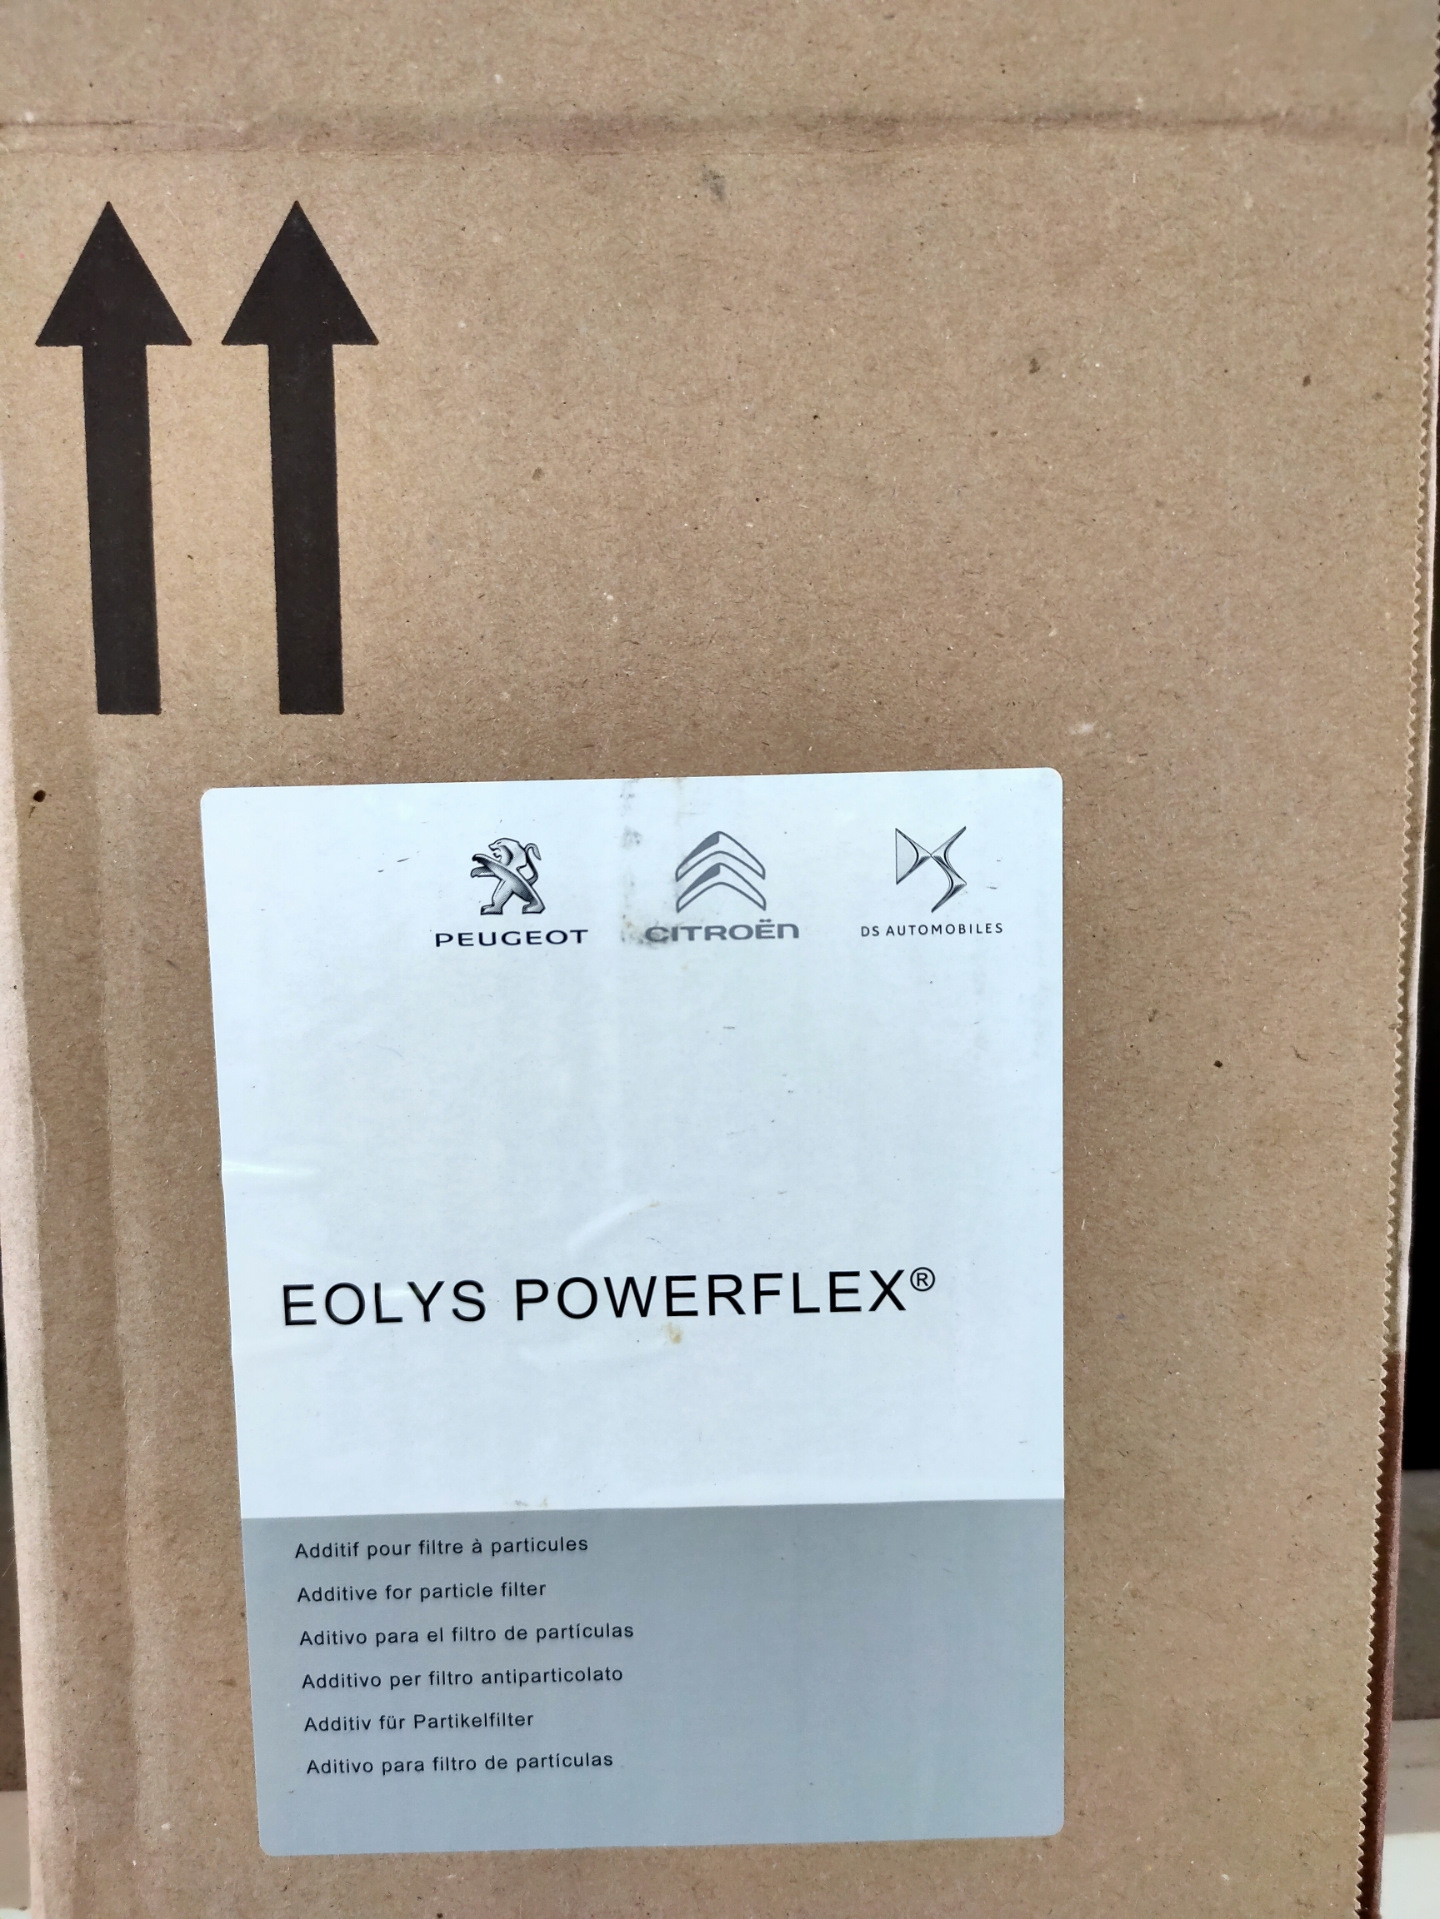 PEUGEOT CITROËN DS AUTOMOBILES
EOLYS POWERFLEX®
Additif pour filtre à particules
Additive for particle filter
Aditivo para el filtro de partículas
Additivo per filtro antiparticolato
Additiv für Partikelfilter
Aditivo para filtro de partículas